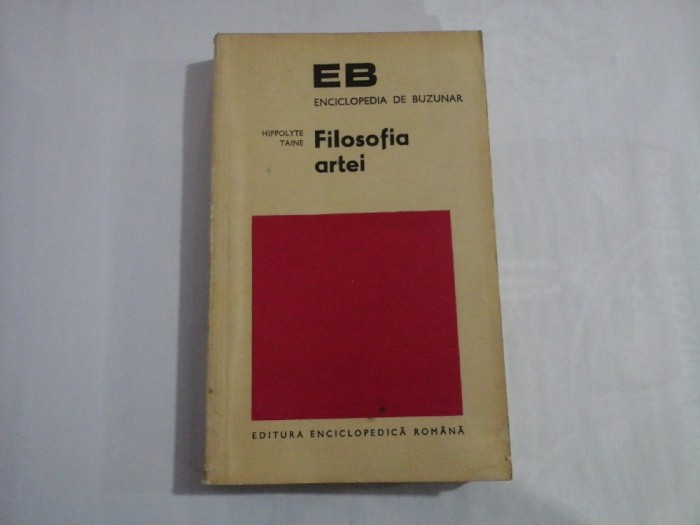 EB
ENCICLOPEDIA DE BUZUNAR
HIPPOLYTE
TAINE
Filosofia
artei
EDITURA ENCICLOPEDICĂ ROMÂNĂ